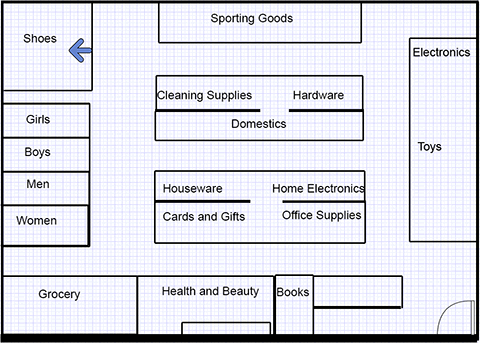 Sporting Goods
Shoes
Electronics
Cleaning Supplies
Hardware
Girls
Domestics
Boys
Toys
Men
Houseware
Home Electronics
Women
Cards and Gifts
Office Supplies
Grocery
Health and Beauty
Books